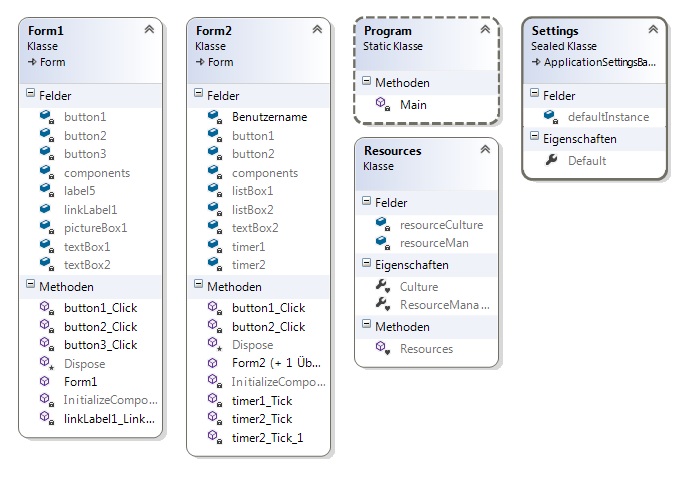 Form1
Klasse
Form
Felder
button1
button2
button3
components
label5
linkLabel1
pictureBox1
textBox1
textBox2
Methoden
button1_Click
button2_Click
button3_Click
Dispose
Form1
InitializeCompo...
linkLabel1_Link...
Form2
Klasse
Form
Felder
Benutzername
button1
button2
components
listBox1
listBox2
textBox2
timer1
timer2
Methoden
button1_Click
button2_Click
Dispose
Form2 (+ 1 Üb...
InitializeCompo...
timer1_Tick
timer2_Tick
timer2_Tick_1
Program
Static Klasse
Methoden
Main
Resources
Klasse
Felder
resourceCulture
resourceMan
Eigenschaften
Culture
ResourceMana ...
Methoden
Resources
Settings
Sealed Klasse
ApplicationSettingsBa...
Felder
defaultInstance
Eigenschaften
Default